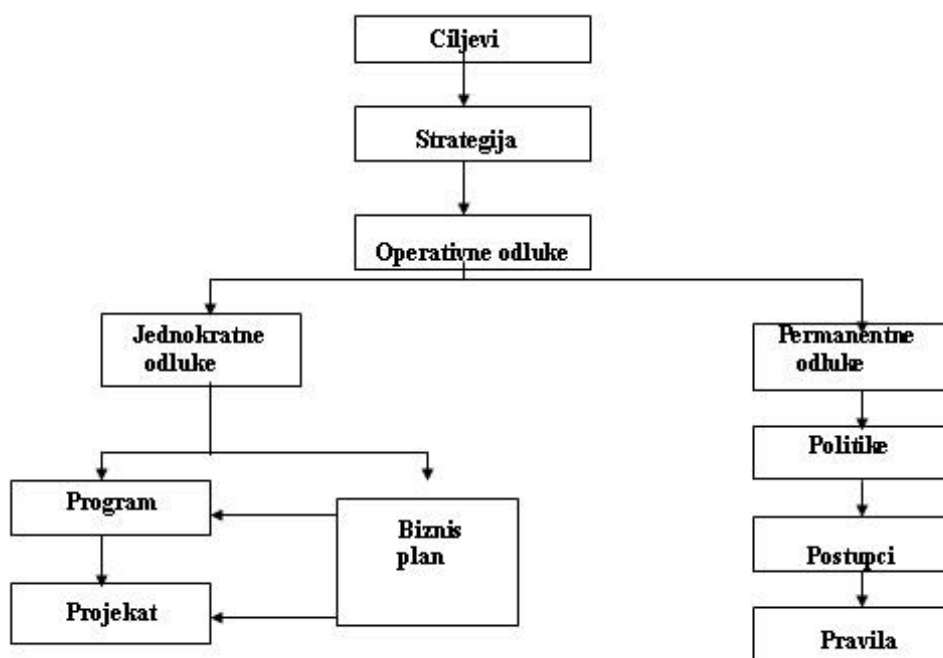 Ciljevi
Strategija
Operativne odluke
Jednokratne
odluke
Permanentne
odluke
Politike
Program
Biznis
plan
Postupci
Projekat
Pravila